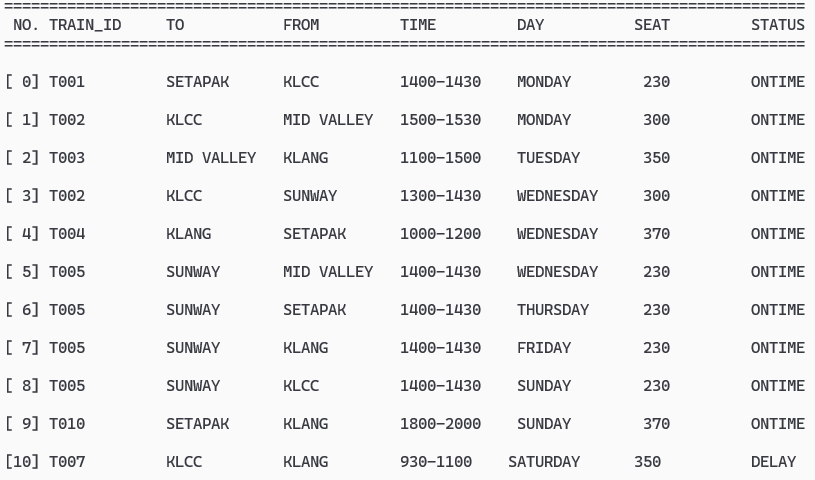 =========================================================================================
 NO. TRAIN_ID     TO           FROM         TIME         DAY          SEAT         STATUS
=========================================================================================
[ 0] T001         SETAPAK      KLCC         1400-1430    MONDAY        230         ONTIME
[ 1] T002         KLCC         MID VALLEY   1500-1530    MONDAY        300         ONTIME
[ 2] T003         MID VALLEY   KLANG        1100-1500    TUESDAY       350         ONTIME
[ 3] T002         KLCC         SUNWAY       1300-1430    WEDNESDAY     300         ONTIME
[ 4] T004         KLANG        SETAPAK      1000-1200    WEDNESDAY     370         ONTIME
[ 5] T005         SUNWAY       MID VALLEY   1400-1430    WEDNESDAY     230         ONTIME
[ 6] T005         SUNWAY       SETAPAK      1400-1430    THURSDAY      230         ONTIME
[ 7] T005         SUNWAY       KLANG        1400-1430    FRIDAY        230         ONTIME
[ 8] T005         SUNWAY       KLCC         1400-1430    SUNDAY        230         ONTIME
[ 9] T010         SETAPAK      KLANG        1800-2000    SUNDAY        370         ONTIME
[10] T007         KLCC         KLANG        930-1100    SATURDAY      350          DELAY